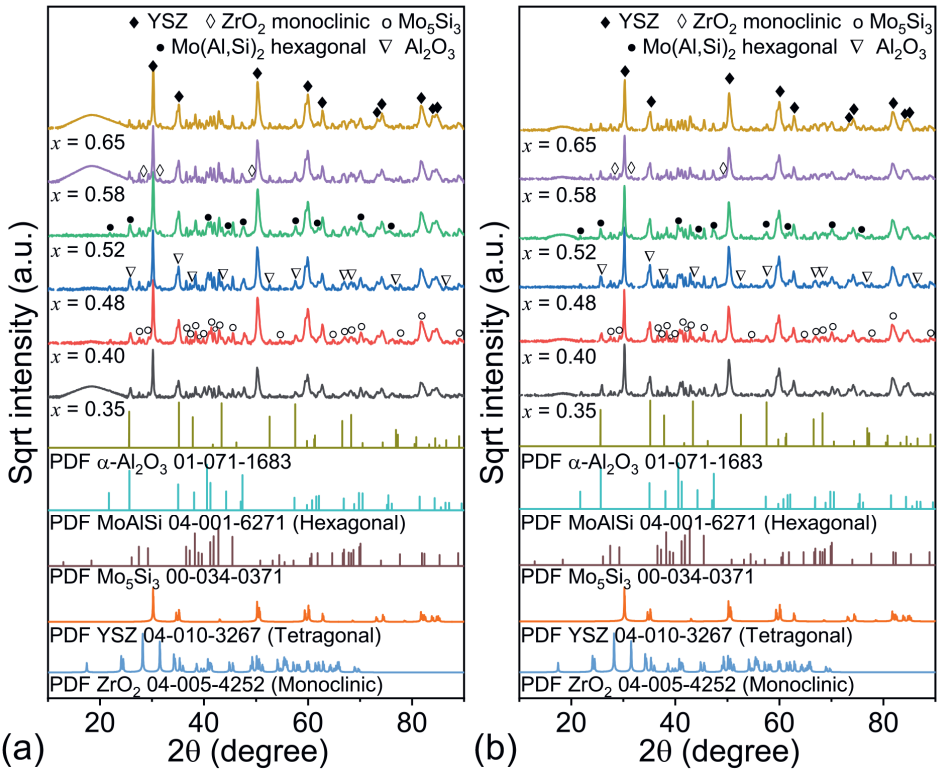 ◆ YSZ ◇ ZrO₂ monoclinic ○ Mo₅Si₃
● Mo(Al,Si)₂ hexagonal ▽ Al₂O₃
x = 0.65
x = 0.58
x = 0.52
x = 0.48
x = 0.40
x = 0.35
PDF α-Al₂O₃ 01-071-1683
PDF MoAlSi 04-001-6271 (Hexagonal)
PDF Mo₅Si₃ 00-034-0371
PDF YSZ 04-010-3267 (Tetragonal)
PDF ZrO₂ 04-005-4252 (Monoclinic)
Sqrt intensity (a.u.)
20 40 60 80
2θ (degree)
(a)
◆ YSZ ◇ ZrO₂ monoclinic ○ Mo₅Si₃
● Mo(Al,Si)₂ hexagonal ▽ Al₂O₃
x = 0.65
x = 0.58
x = 0.52
x = 0.48
x = 0.40
x = 0.35
PDF α-Al₂O₃ 01-071-1683
PDF MoAlSi 04-001-6271 (Hexagonal)
PDF Mo₅Si₃ 00-034-0371
PDF YSZ 04-010-3267 (Tetragonal)
PDF ZrO₂ 04-005-4252 (Monoclinic)
Sqrt intensity (a.u.)
20 40 60 80
2θ (degree)
(b)